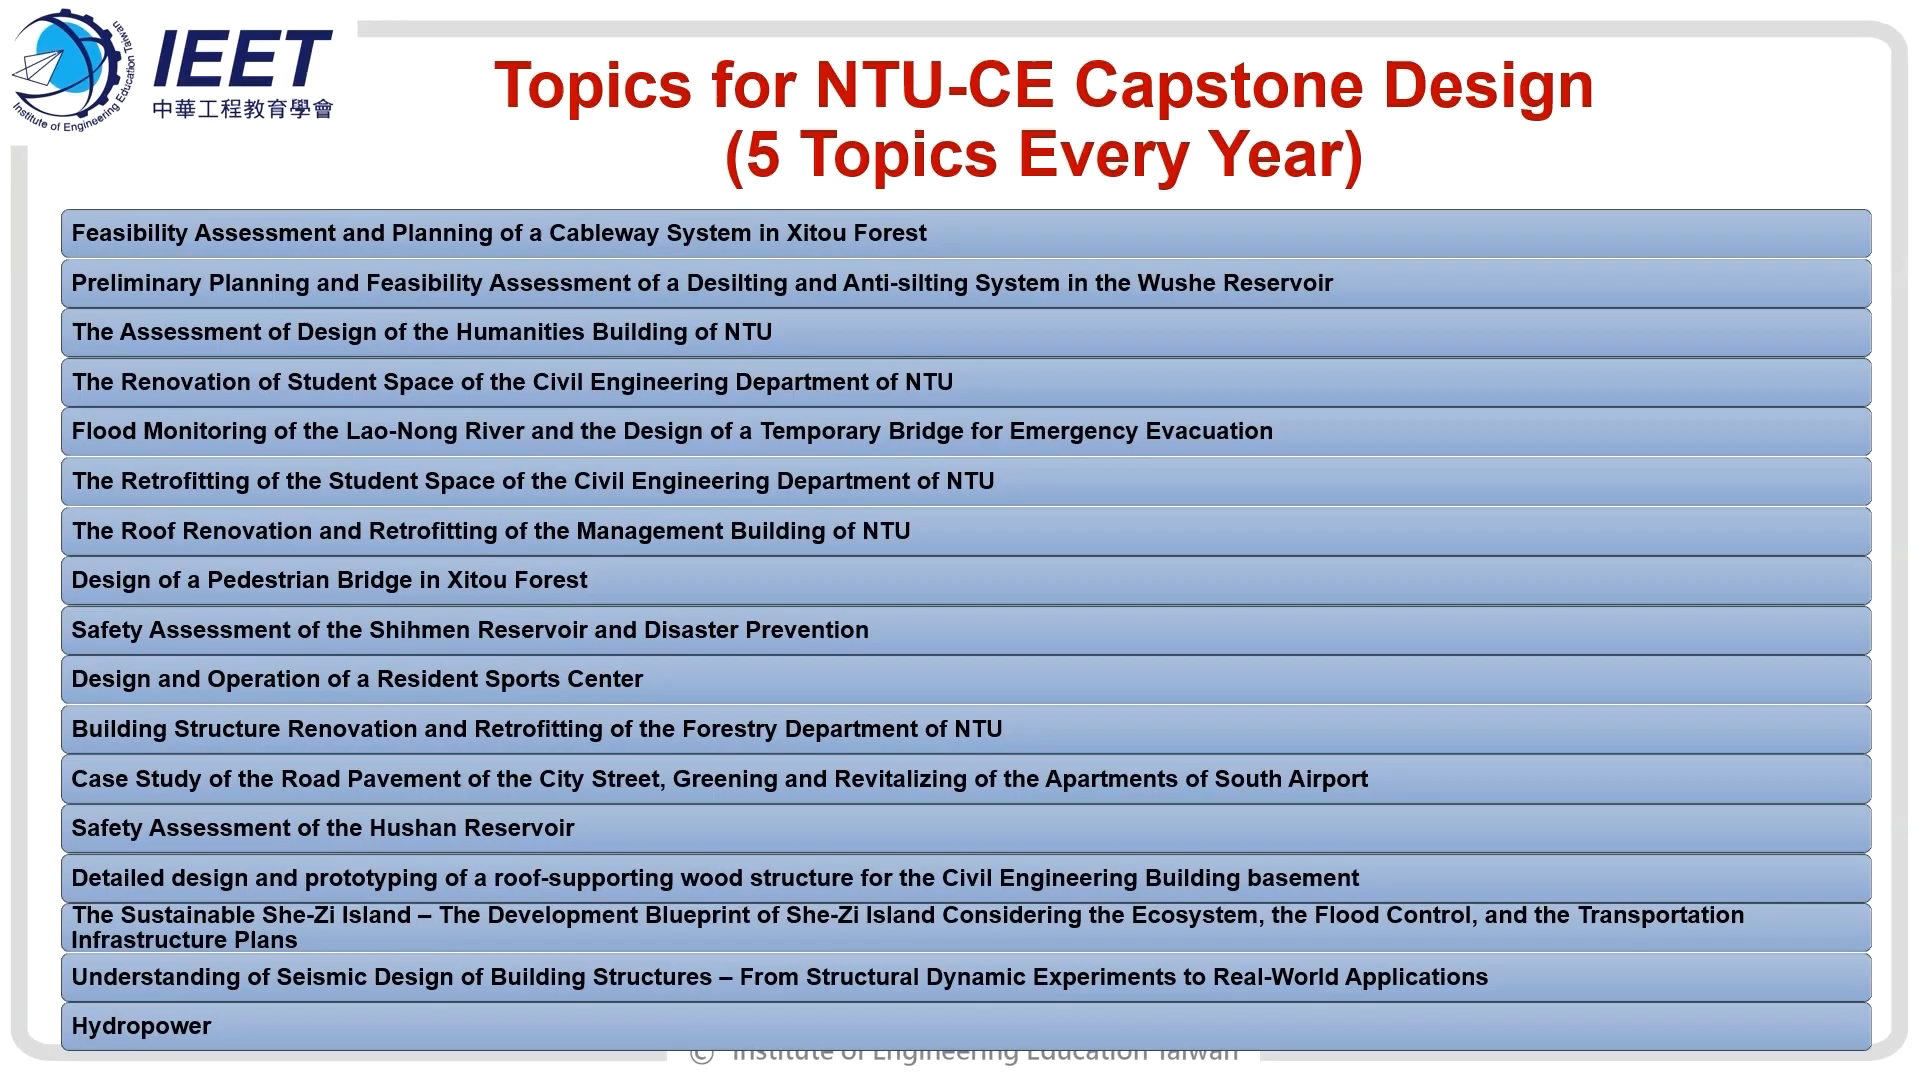 Institute of Engineering Education Taiwan
IEET
中華工程教育學會
Topics for NTU-CE Capstone Design
(5 Topics Every Year)
Feasibility Assessment and Planning of a Cableway System in Xitou Forest
Preliminary Planning and Feasibility Assessment of a Desilting and Anti-silting System in the Wushe Reservoir
The Assessment of Design of the Humanities Building of NTU
The Renovation of Student Space of the Civil Engineering Department of NTU
Flood Monitoring of the Lao-Nong River and the Design of a Temporary Bridge for Emergency Evacuation
The Retrofitting of the Student Space of the Civil Engineering Department of NTU
The Roof Renovation and Retrofitting of the Management Building of NTU
Design of a Pedestrian Bridge in Xitou Forest
Safety Assessment of the Shihmen Reservoir and Disaster Prevention
Design and Operation of a Resident Sports Center
Building Structure Renovation and Retrofitting of the Forestry Department of NTU
Case Study of the Road Pavement of the City Street, Greening and Revitalizing of the Apartments of South Airport
Safety Assessment of the Hushan Reservoir
Detailed design and prototyping of a roof-supporting wood structure for the Civil Engineering Building basement
The Sustainable She-Zi Island – The Development Blueprint of She-Zi Island Considering the Ecosystem, the Flood Control, and the Transportation
Infrastructure Plans
Understanding of Seismic Design of Building Structures – From Structural Dynamic Experiments to Real-World Applications
Hydropower
© Institute of Engineering Education Taiwan